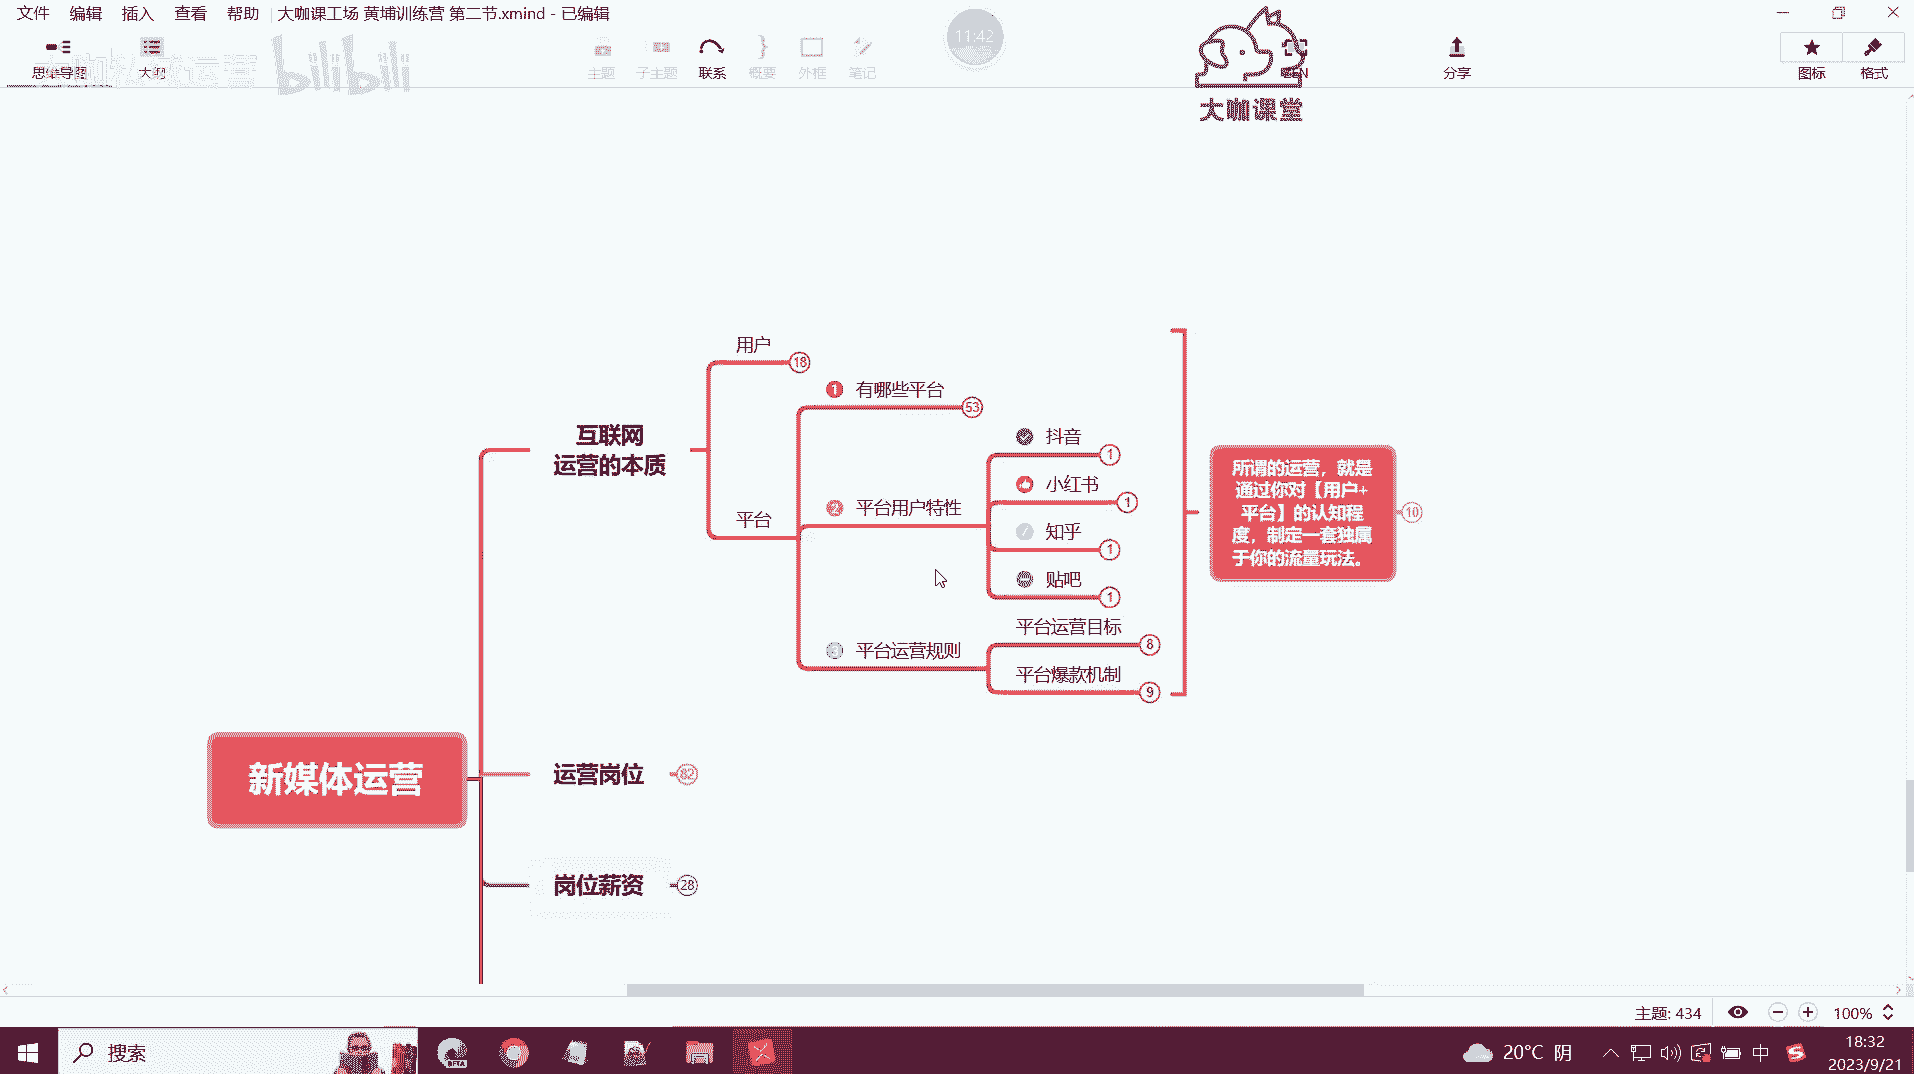 文件 编辑 插入 查看 帮助 大咖课工场 黄埔训练营 第二节.xmind - 已编辑
11:42
思维导图 大纲 主题 子主题 联系 概要 外框 笔记 分享 图标 格式
bilibili
大咖课堂
用户 18
1 有哪些平台 53
互联网
运营的本质
抖音 1
小红书 1
2 平台用户特性
平台
知乎 1
贴吧 1
平台运营目标 8
3 平台运营规则
平台爆款机制 9
所谓的运营，就是
通过你对【用户+
平台】的认知程
度，制定一套独属
于你的流量玩法。
10
新媒体运营
运营岗位 82
岗位薪资 28
主题: 434 100%
搜索
BETA
20°C 阴
中
18:32
2023/9/21